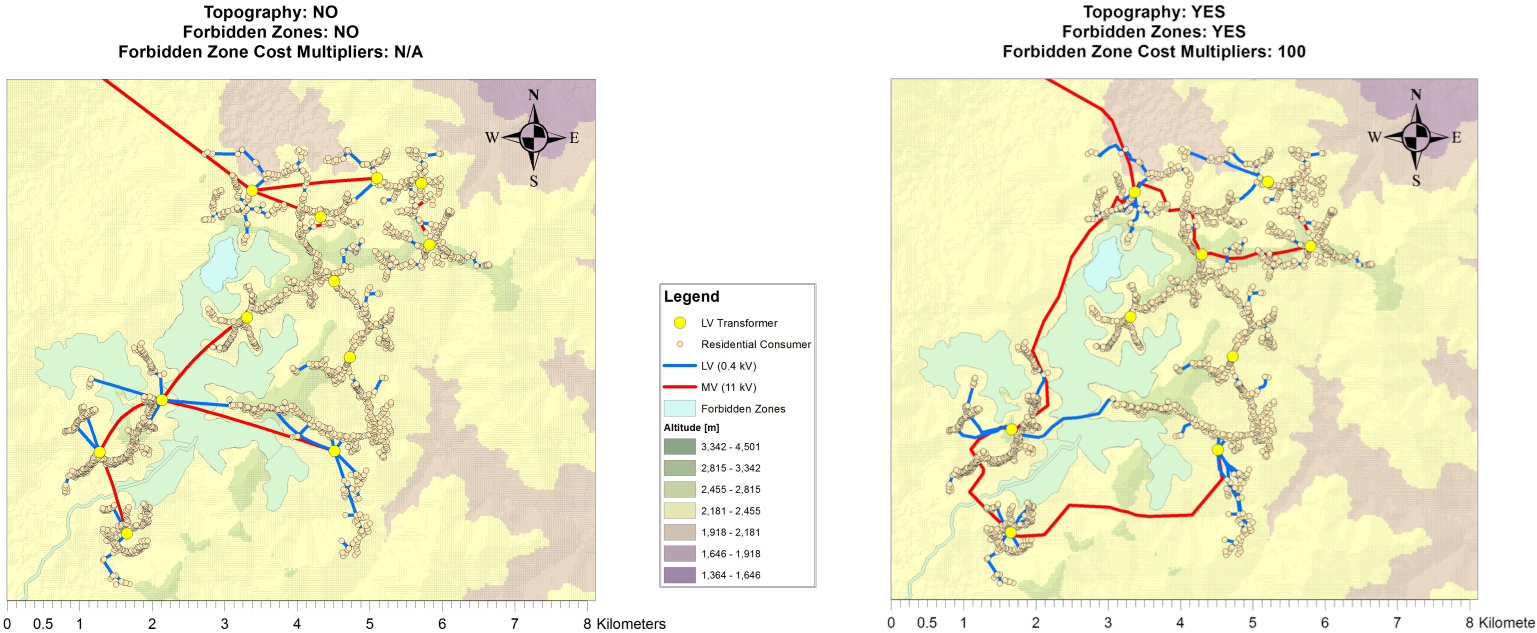 Topography: NO
Forbidden Zones: NO
Forbidden Zone Cost Multipliers: N/A
N
W
E
S
0 0.5 1 2 3 4 5 6 7 8 Kilometers
Legend
LV Transformer
Residential Consumer
LV (0.4 kV)
MV (11 kV)
Forbidden Zones
Altitude [m]
3,342 - 4,501
2,815 - 3,342
2,455 - 2,815
2,181 - 2,455
1,918 - 2,181
1,646 - 1,918
1,364 - 1,646
Topography: YES
Forbidden Zones: YES
Forbidden Zone Cost Multipliers: 100
N
W
E
S
0 0.5 1 2 3 4 5 6 7 8 Kilomete